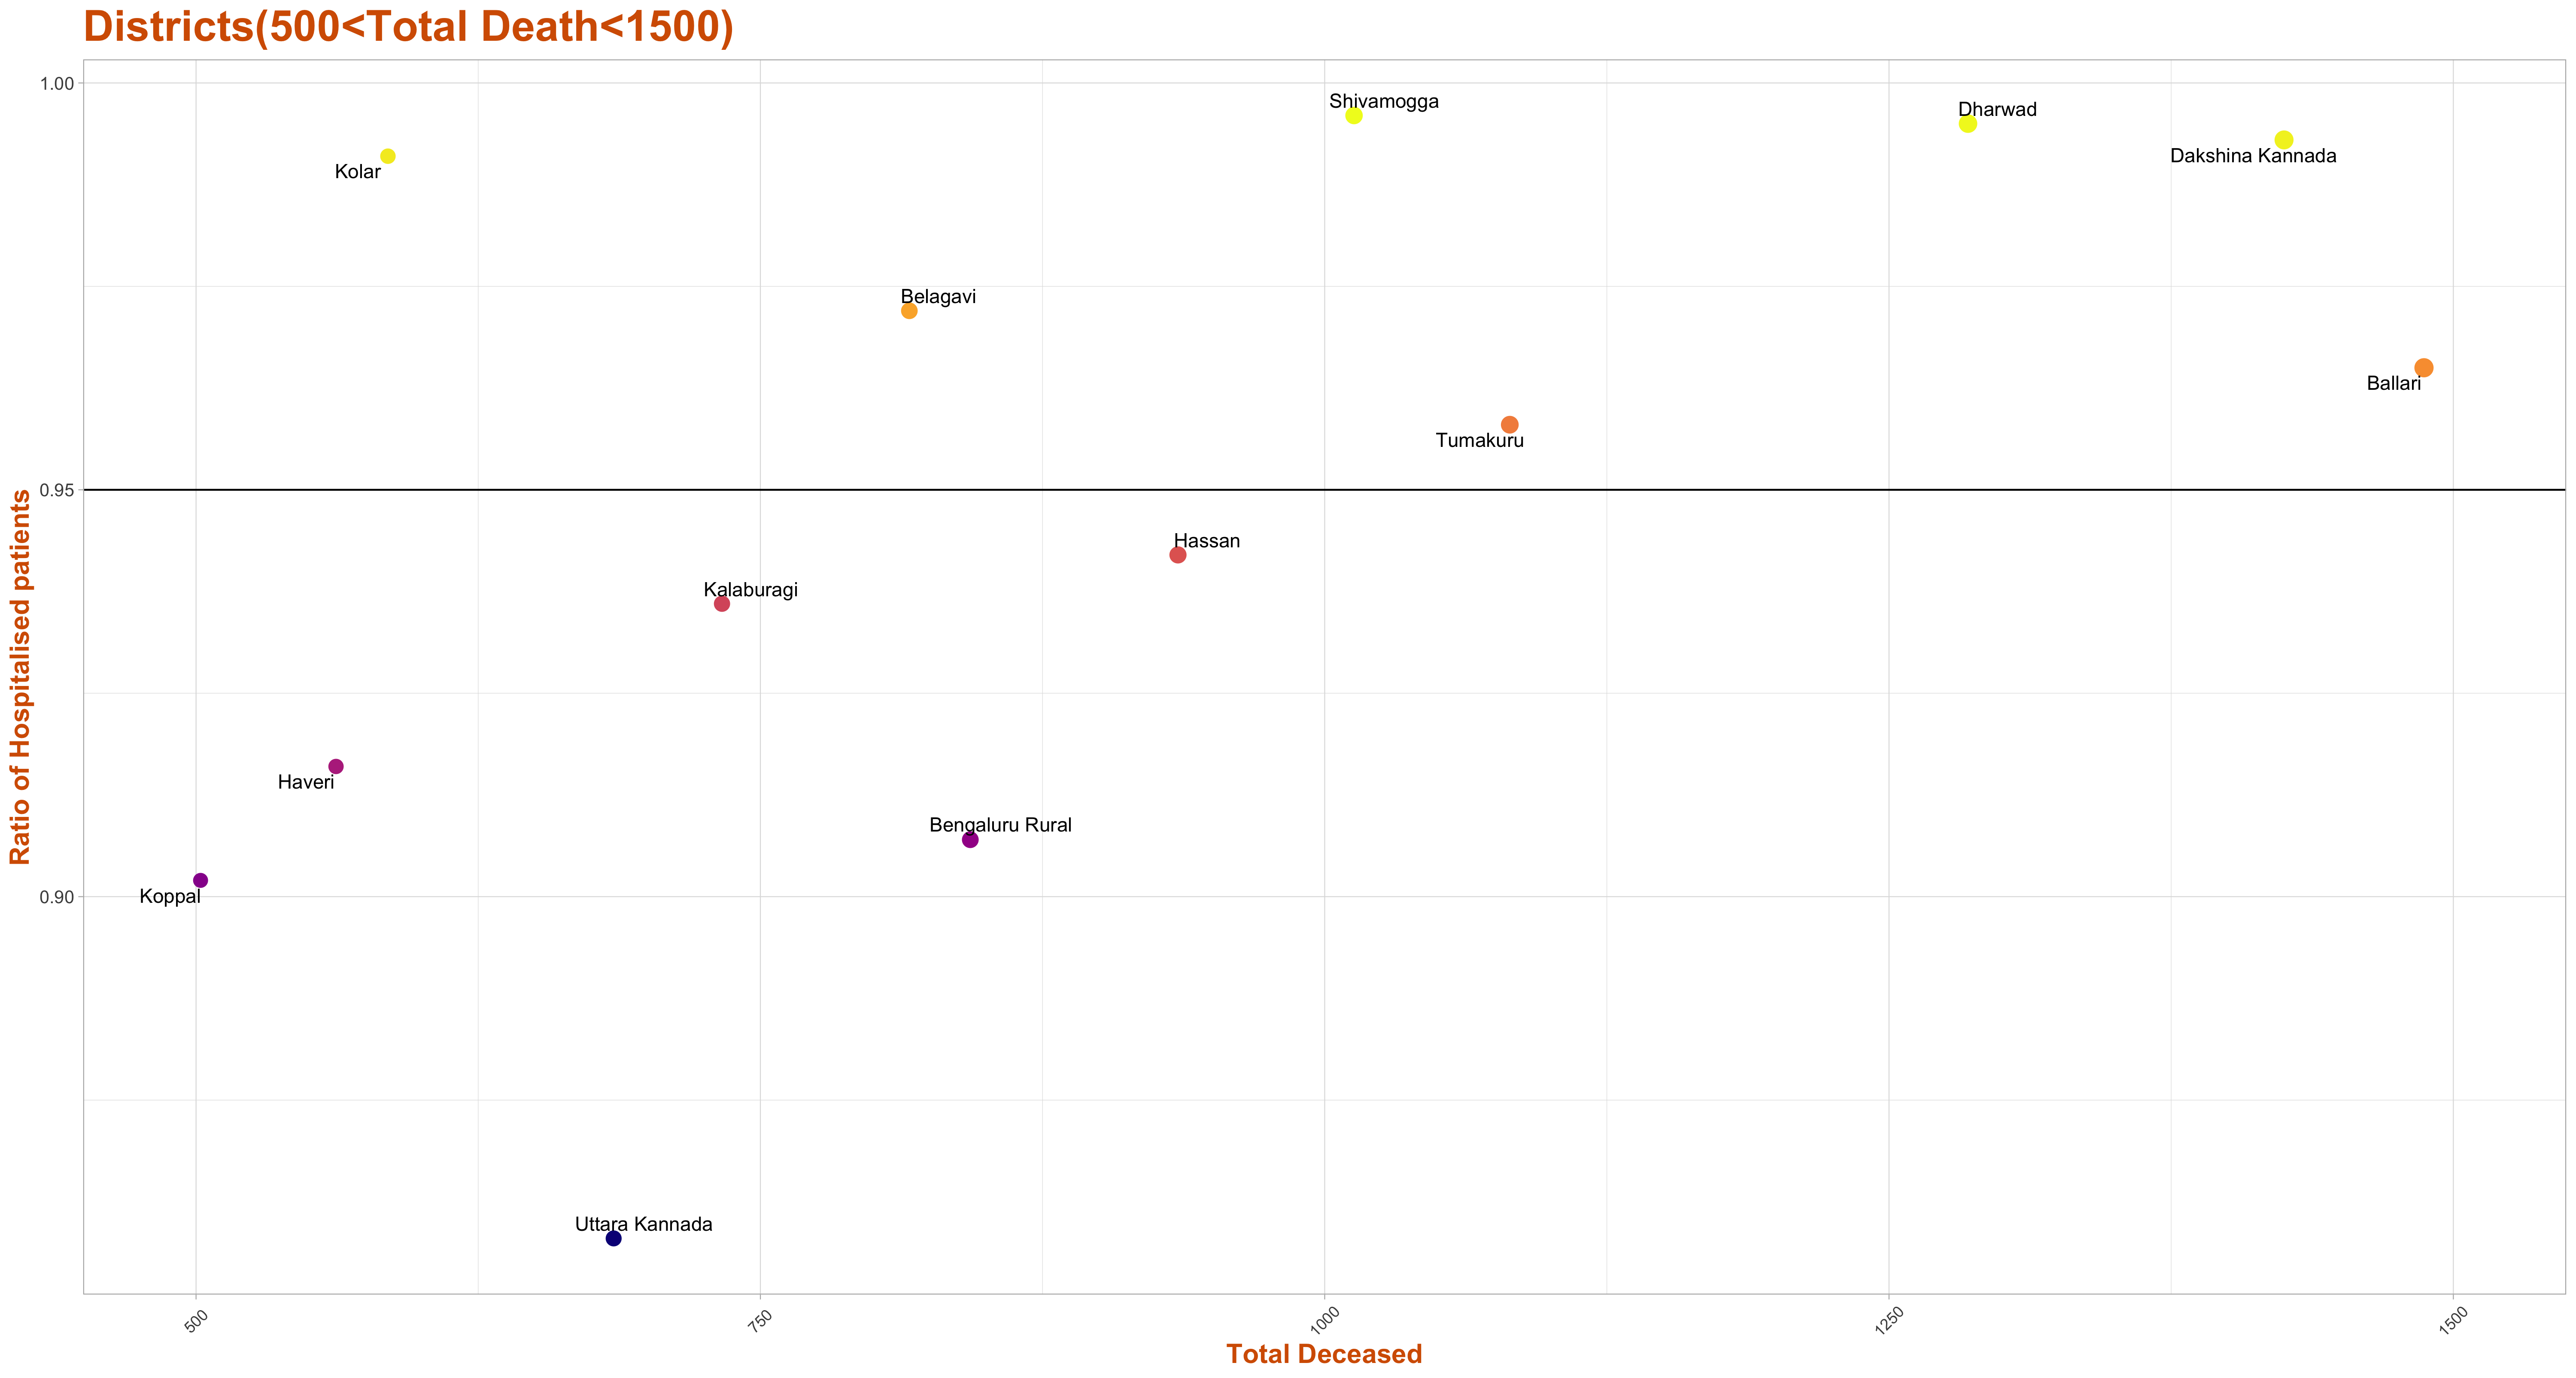 Districts(500<Total Death<1500)
1.00
Shivamogga
Dharwad
Kolar
Dakshina Kannada
Belagavi
Ballari
Tumakuru
0.95
Hassan
Kalaburagi
Haveri
Bengaluru Rural
Koppal
0.90
Uttara Kannada
Ratio of Hospitalised patients
500
750
1000
1250
1500
Total Deceased